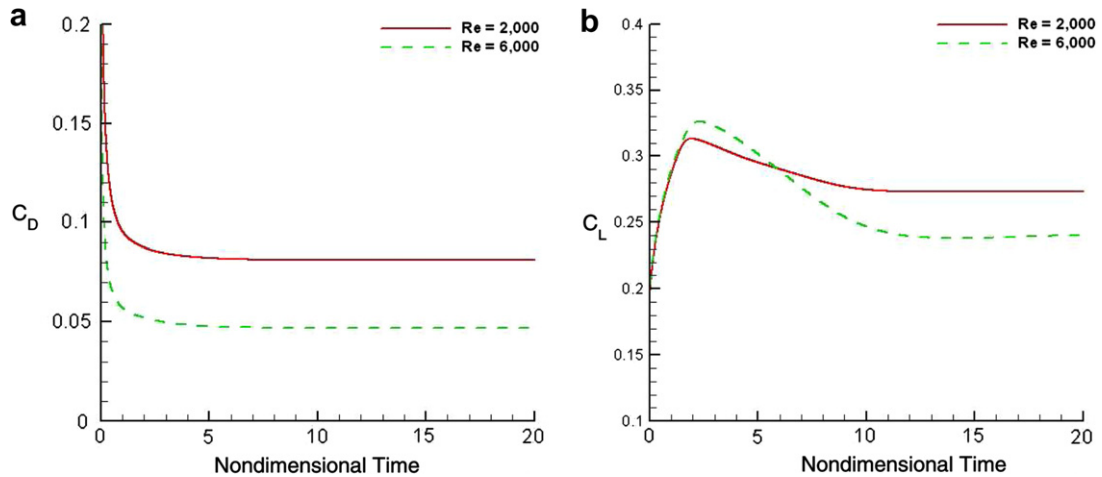 a
Re = 2,000
Re = 6,000
0.2
0.15
0.1
0.05
0
C_D
0 5 10 15 20
Nondimensional Time
b
Re = 2,000
Re = 6,000
0.4
0.35
0.3
0.25
0.2
0.15
0.1
C_L
0 5 10 15 20
Nondimensional Time